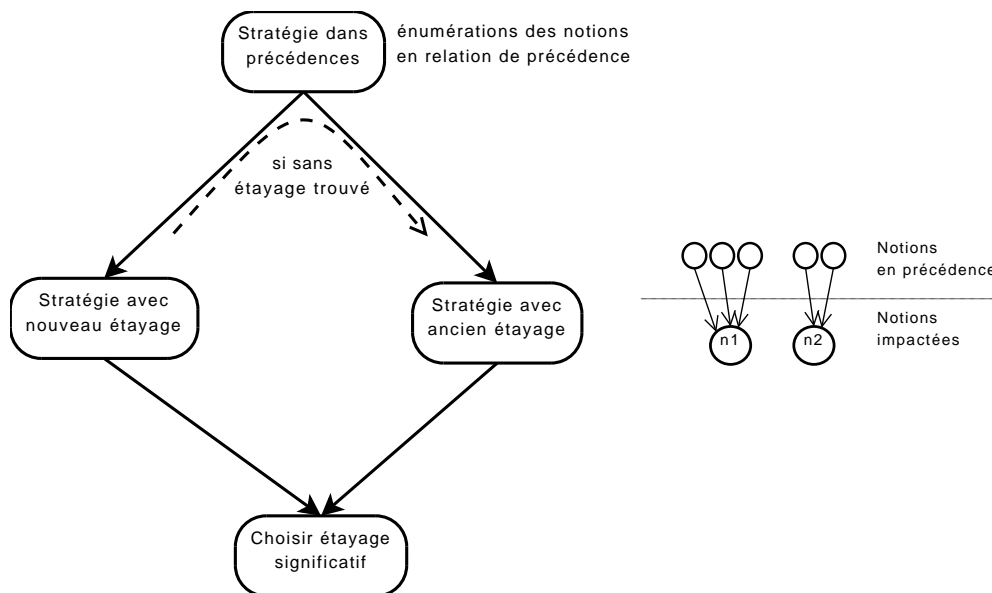 Stratégie dans
précédences
énumérations des notions
en relation de précédence
si sans
étayage trouvé
Stratégie avec
nouveau étayage
Stratégie avec
ancien étayage
Choisir étayage
significatif
Notions
en précédence
Notions
impactées
n1
n2